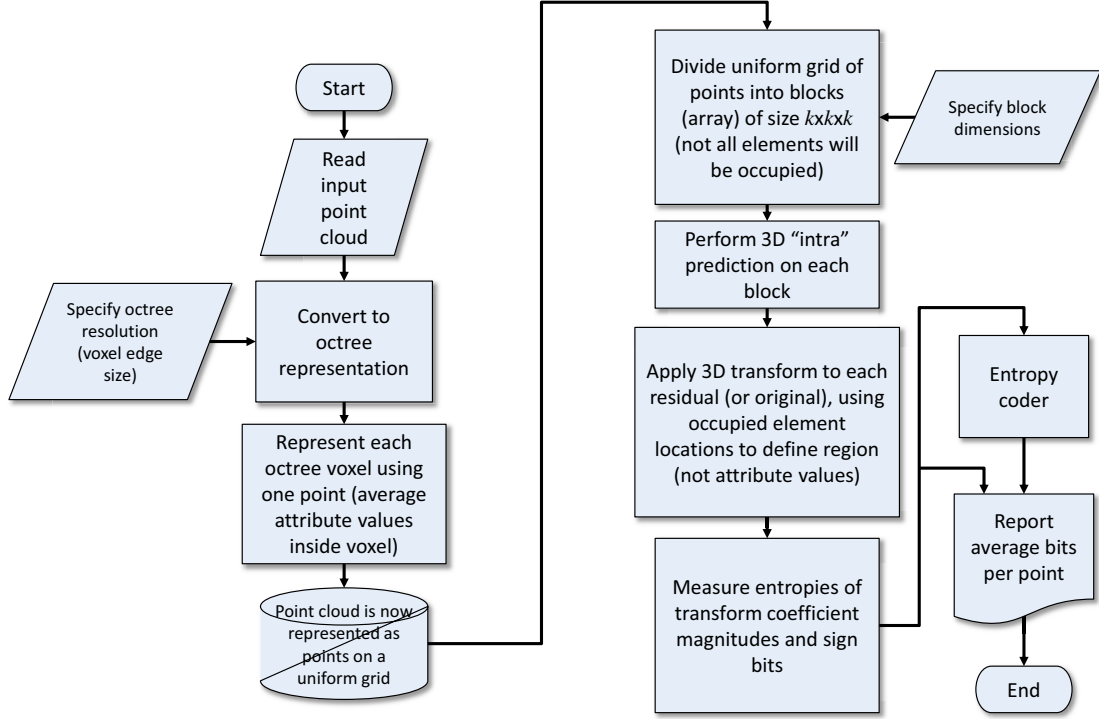 Start
Read
input
point
cloud
Specify octree
resolution
(voxel edge
size)
Convert to
octree
representation
Represent each
octree voxel using
one point (average
attribute values
inside voxel)
Point cloud is now
represented as
points on a
uniform grid
Divide uniform grid of
points into blocks
(array) of size kxkxk
(not all elements will
be occupied)
Specify block
dimensions
Perform 3D “intra”
prediction on each
block
Apply 3D transform to each
residual (or original), using
occupied element
locations to define region
(not attribute values)
Measure entropies of
transform coefficient
magnitudes and sign
bits
Entropy
coder
Report
average bits
per point
End